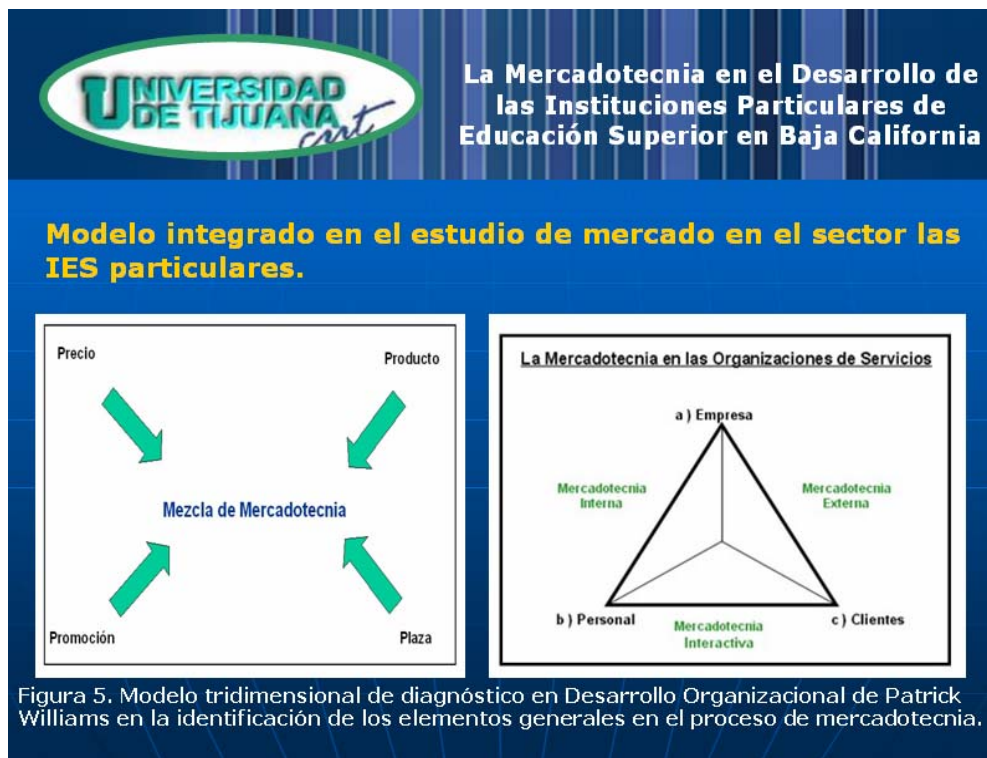 UNIVERSIDAD
DE TIJUANA
cut
La Mercadotecnia en el Desarrollo de
las Instituciones Particulares de
Educación Superior en Baja California
Modelo integrado en el estudio de mercado en el sector las
IES particulares.
Precio
Producto
Mezcla de Mercadotecnia
Promoción
Plaza
La Mercadotecnia en las Organizaciones de Servicios
a ) Empresa
Mercadotecnia
Interna
Mercadotecnia
Externa
b ) Personal
c ) Clientes
Mercadotecnia
Interactiva
Figura 5. Modelo tridimensional de diagnóstico en Desarrollo Organizacional de Patrick
Williams en la identificación de los elementos generales en el proceso de mercadotecnia.